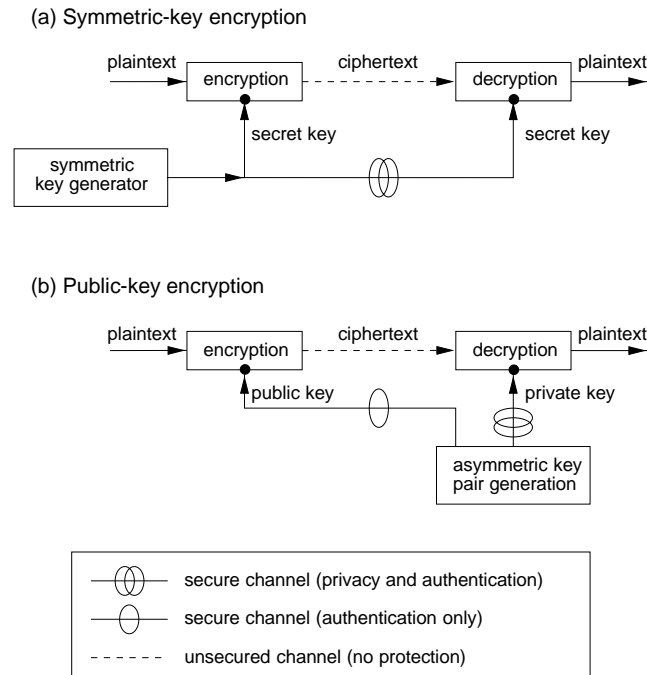 (a) Symmetric-key encryption
plaintext
encryption
ciphertext
decryption
plaintext
secret key
secret key
symmetric
key generator
(b) Public-key encryption
plaintext
encryption
ciphertext
decryption
plaintext
public key
private key
asymmetric key
pair generation
secure channel (privacy and authentication)
secure channel (authentication only)
unsecured channel (no protection)